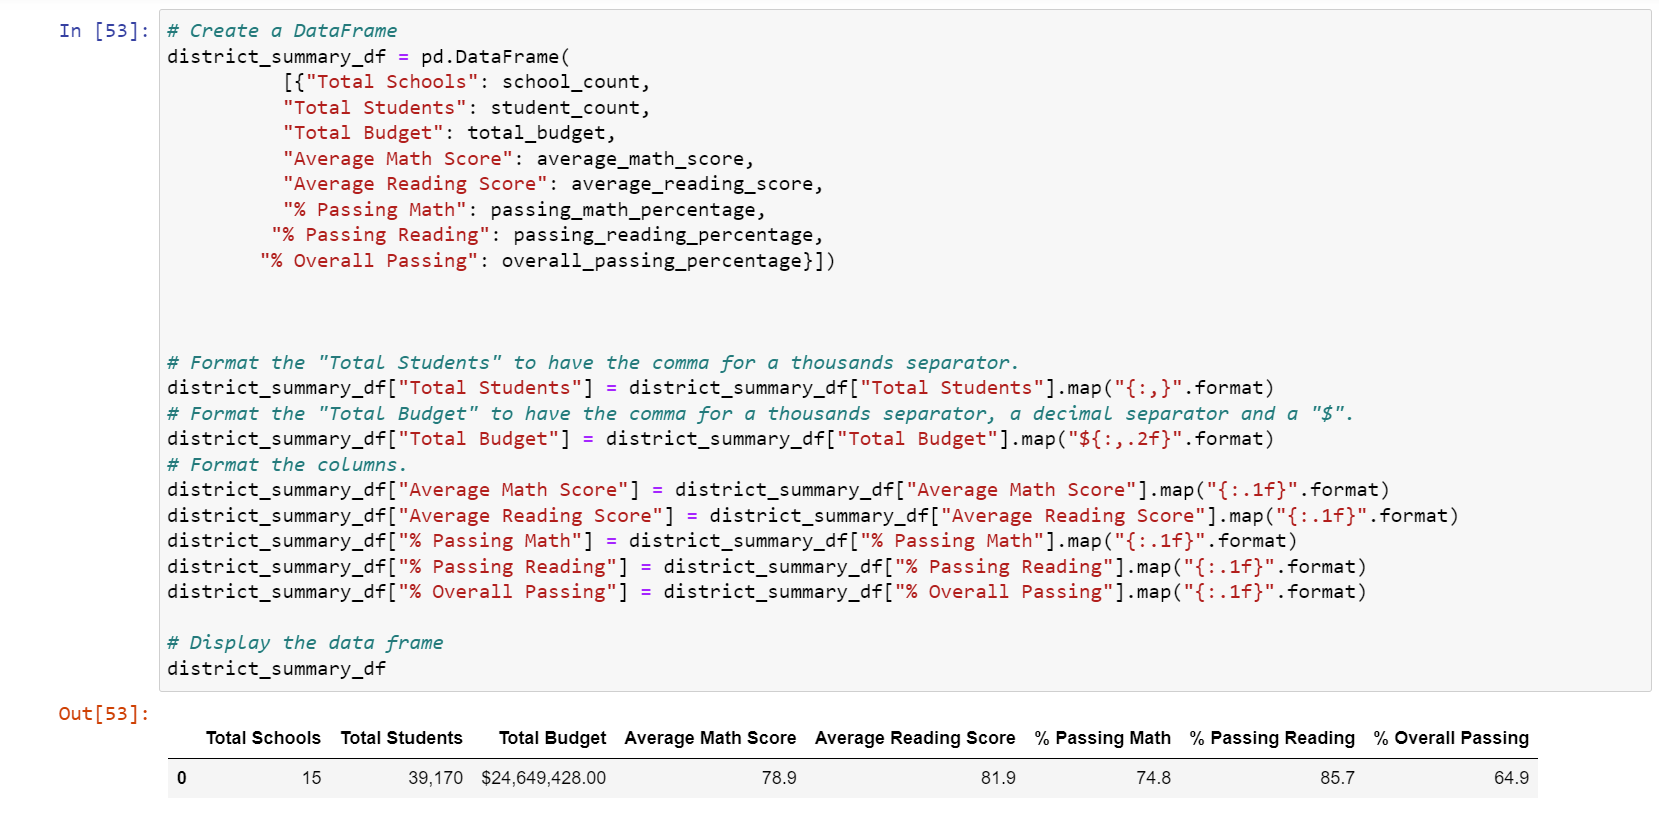 In [53]: # Create a DataFrame
district_summary_df = pd.DataFrame(
[{"Total Schools": school_count,
"Total Students": student_count,
"Total Budget": total_budget,
"Average Math Score": average_math_score,
"Average Reading Score": average_reading_score,
"% Passing Math": passing_math_percentage,
"% Passing Reading": passing_reading_percentage,
"% Overall Passing": overall_passing_percentage}])
# Format the "Total Students" to have the comma for a thousands separator.
district_summary_df["Total Students"] = district_summary_df["Total Students"].map("{:,}".format)
# Format the "Total Budget" to have the comma for a thousands separator, a decimal separator and a "$".
district_summary_df["Total Budget"] = district_summary_df["Total Budget"].map("${:,.2f}".format)
# Format the columns.
district_summary_df["Average Math Score"] = district_summary_df["Average Math Score"].map("{:.1f}".format)
district_summary_df["Average Reading Score"] = district_summary_df["Average Reading Score"].map("{:.1f}".format)
district_summary_df["% Passing Math"] = district_summary_df["% Passing Math"].map("{:.1f}".format)
district_summary_df["% Passing Reading"] = district_summary_df["% Passing Reading"].map("{:.1f}".format)
district_summary_df["% Overall Passing"] = district_summary_df["% Overall Passing"].map("{:.1f}".format)
# Display the data frame
district_summary_df
Out[53]:
Total Schools Total Students Total Budget Average Math Score Average Reading Score % Passing Math % Passing Reading % Overall Passing
0 15 39,170 $24,649,428.00 78.9 81.9 74.8 85.7 64.9